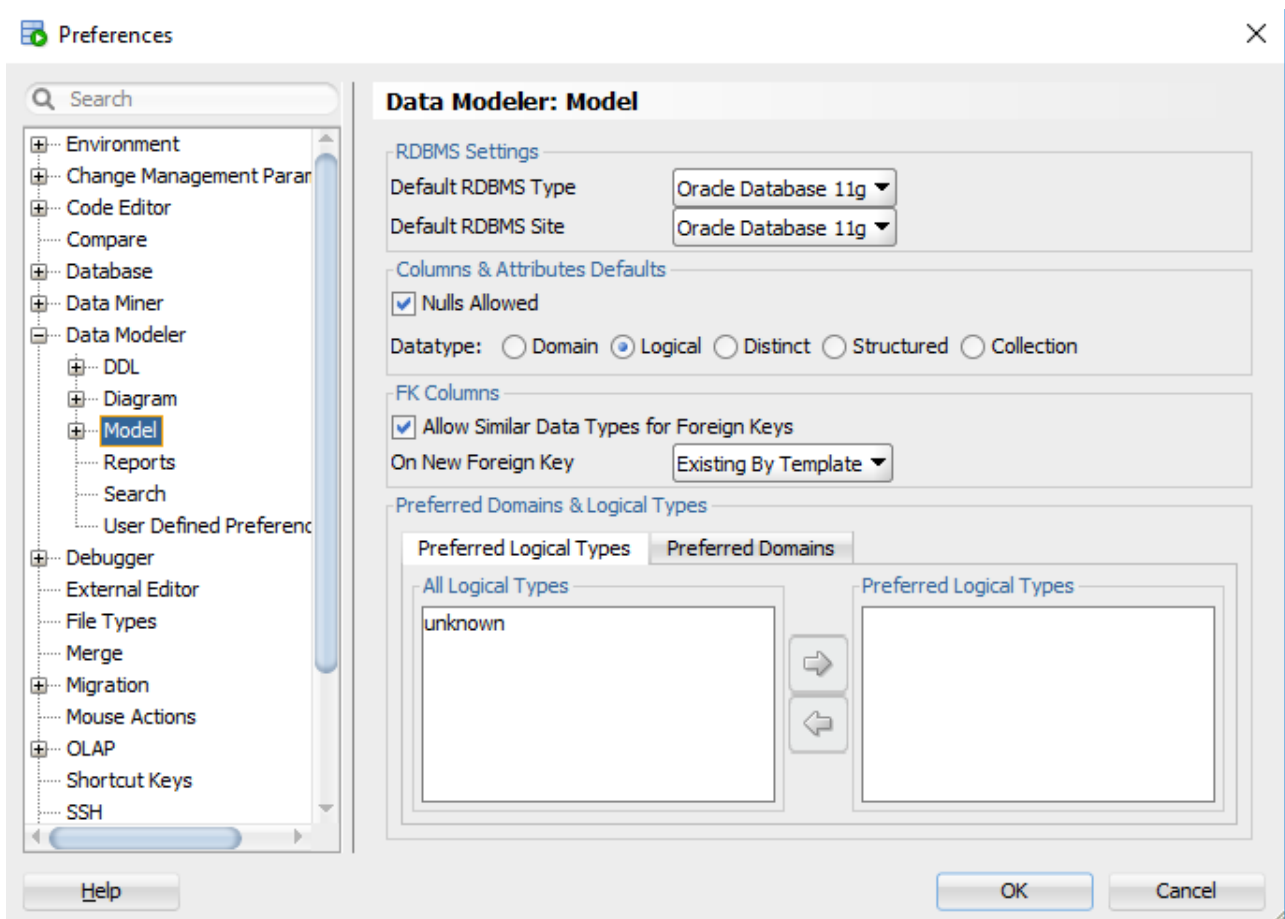 Preferences
Search
Data Modeler: Model
Environment
Change Management Param
Code Editor
Compare
Database
Data Miner
Data Modeler
DDL
Diagram
Model
Reports
Search
User Defined Preferenc
Debugger
External Editor
File Types
Merge
Migration
Mouse Actions
OLAP
Shortcut Keys
SSH
RDBMS Settings
Default RDBMS Type Oracle Database 11g
Default RDBMS Site Oracle Database 11g
Columns & Attributes Defaults
Nulls Allowed
Datatype: Domain Logical Distinct Structured Collection
FK Columns
Allow Similar Data Types for Foreign Keys
On New Foreign Key Existing By Template
Preferred Domains & Logical Types
Preferred Logical Types Preferred Domains
All Logical Types Preferred Logical Types
unknown
Help OK Cancel